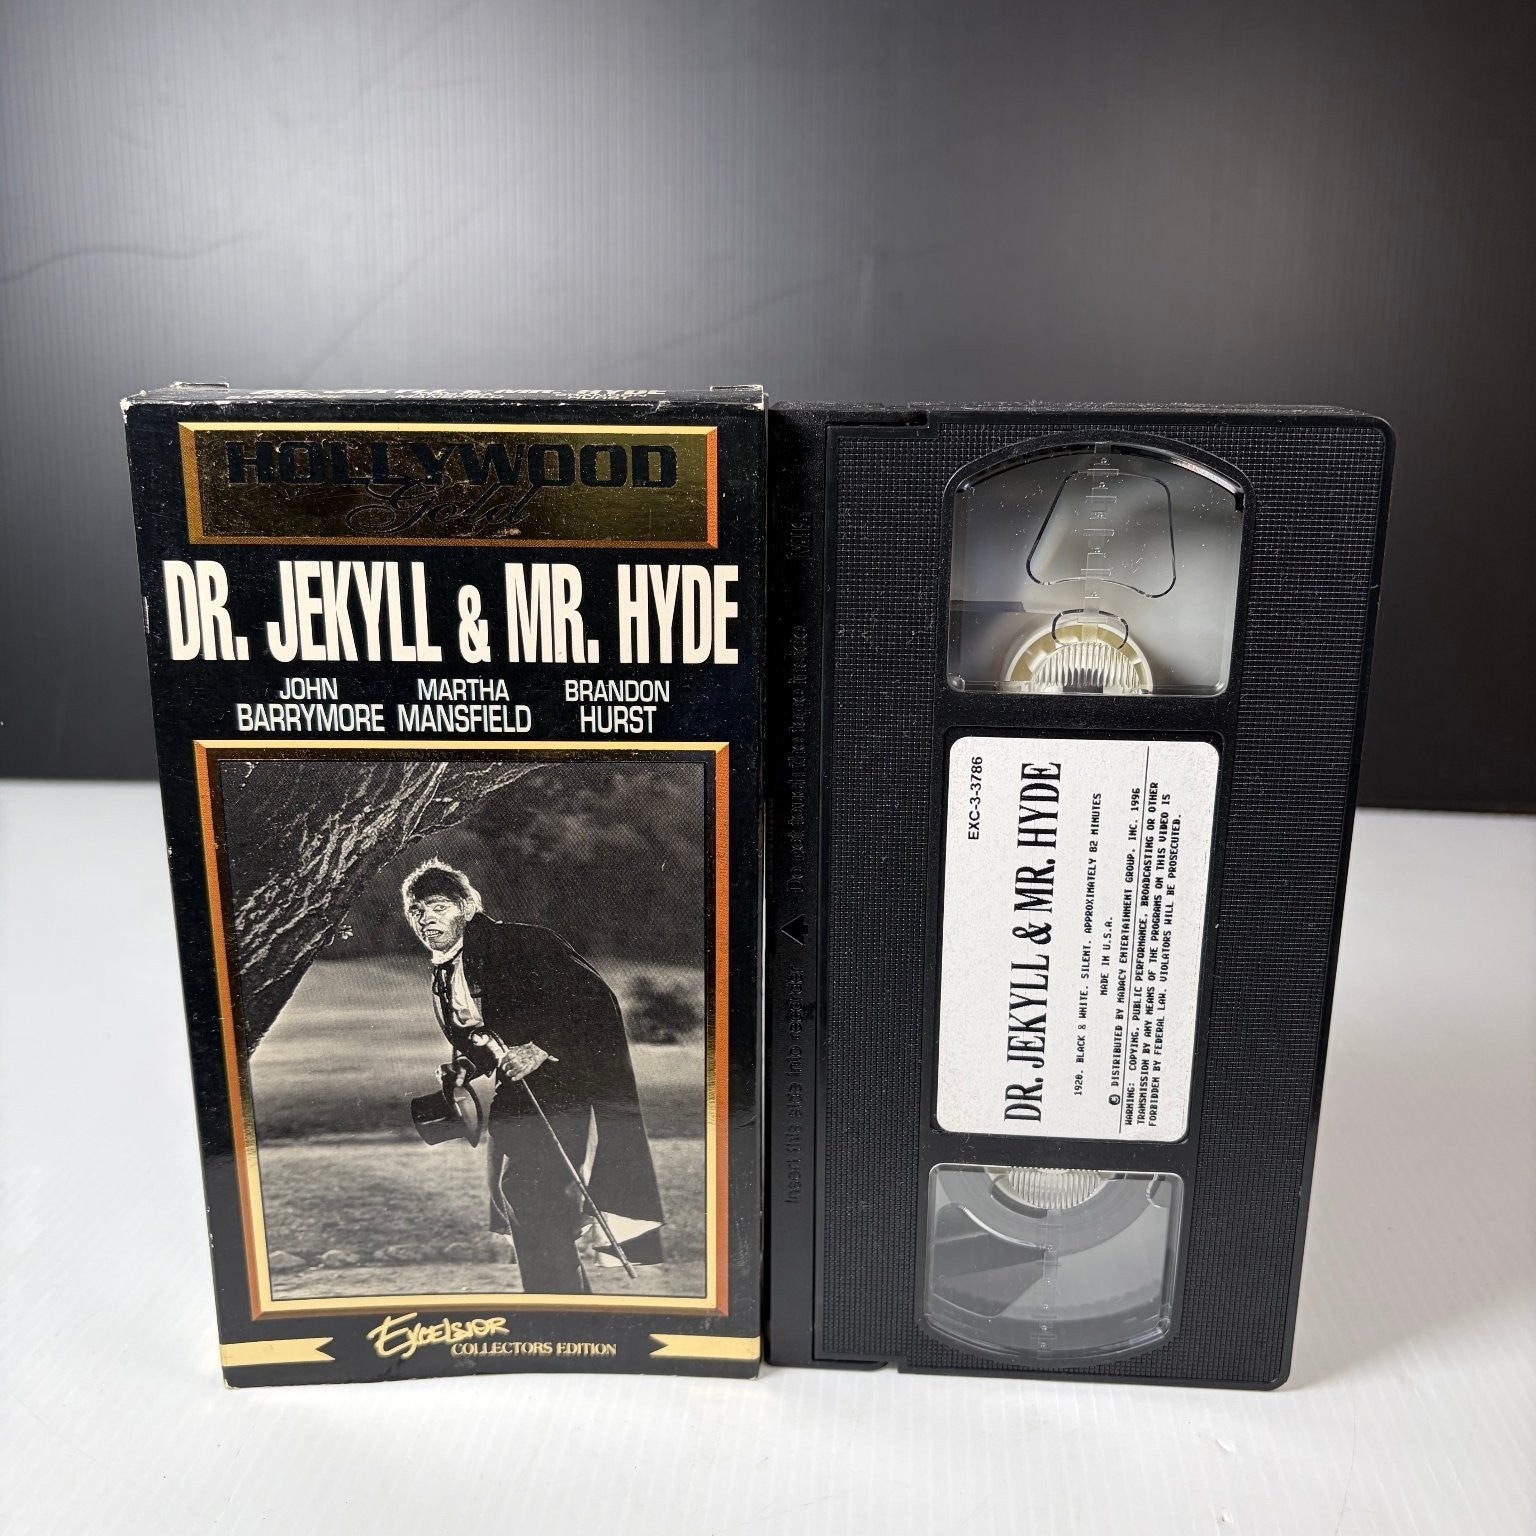 HOLLYWOOD
Gold
DR. JEKYLL & MR. HYDE
JOHN BARRYMORE
MARTHA MANSFIELD
BRANDON HURST
EXCELSIOR
COLLECTORS EDITION
Do not touch the tape inside
Insert this side into recorder
EXC-3-3786
DR. JEKYLL & MR. HYDE
1920. BLACK & WHITE. SILENT. APPROXIMATELY 82 MINUTES
MADE IN U.S.A.
DISTRIBUTED BY MADACY ENTERTAINMENT GROUP, INC. 1996
WARNING: COPYING, PUBLIC PERFORMANCE, BROADCASTING OR OTHER
TRANSMISSION BY ANY MEANS OF THE PROGRAMS ON THIS VIDEO IS
FORBIDDEN BY FEDERAL LAW. VIOLATORS WILL BE PROSECUTED.